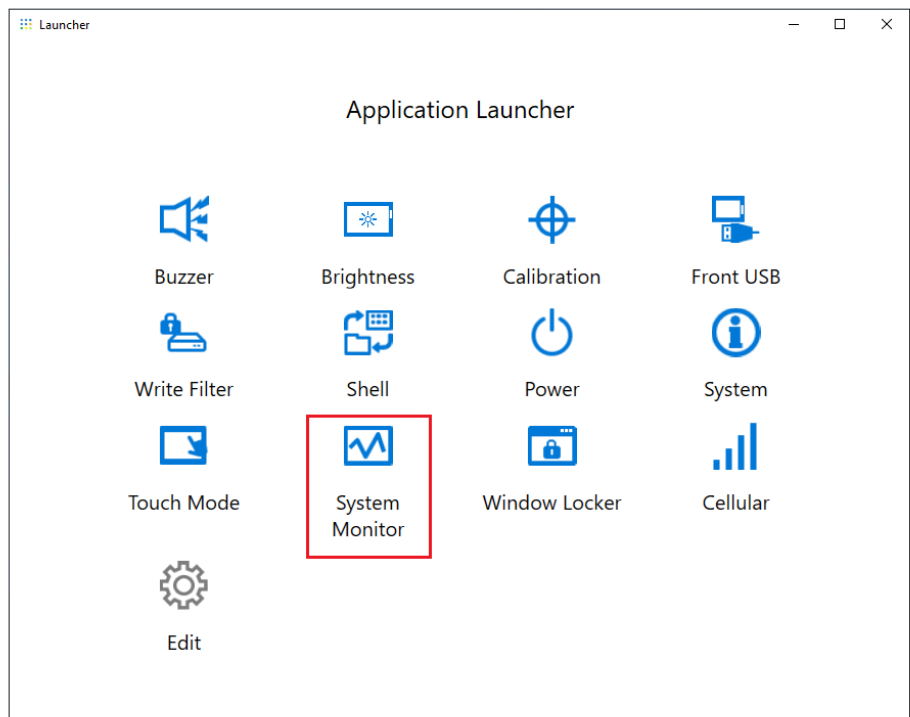 Launcher
Application Launcher
Buzzer
Brightness
Calibration
Front USB
Write Filter
Shell
Power
System
Touch Mode
System
Monitor
Window Locker
Cellular
Edit